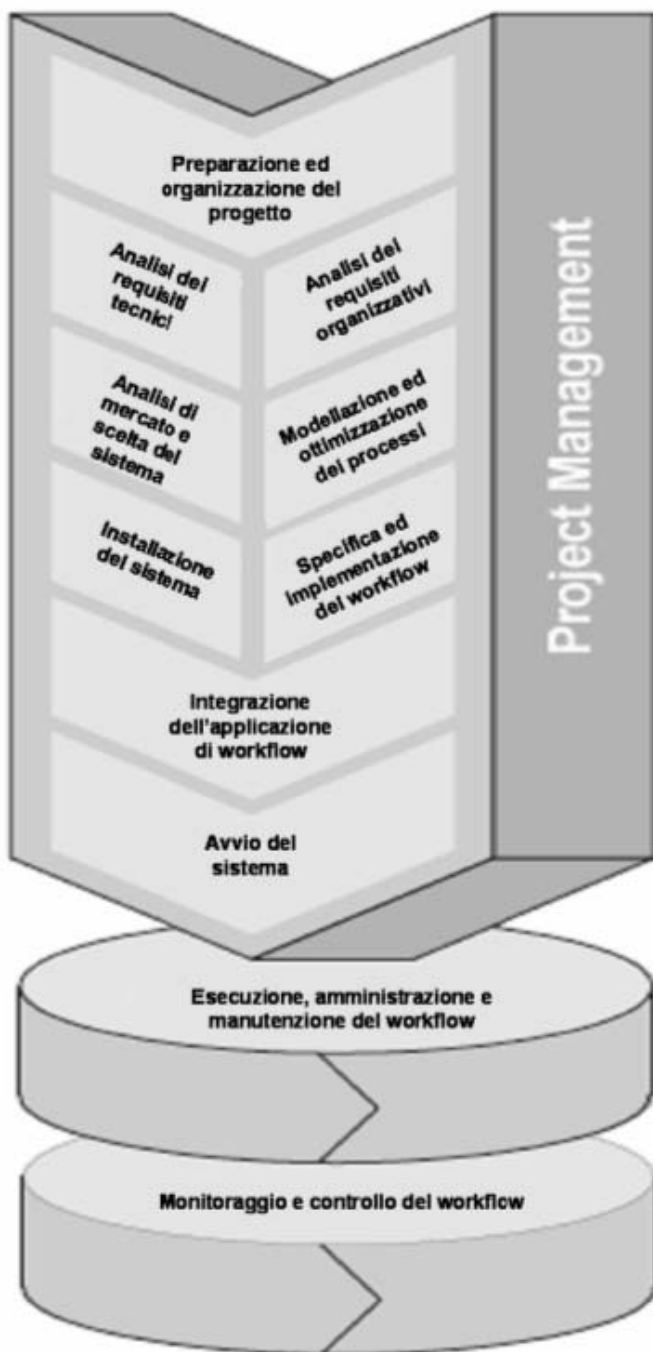 Preparazione ed
organizzazione del
progetto
Analisi dei
requisiti
tecnici
Analisi dei
requisiti
organizzativi
Analisi di
mercato e
scelta del
sistema
Modellazione ed
ottimizzazione
dei processi
Installazione
del sistema
Specifica ed
implementazione
del workflow
Integrazione
dell'applicazione
di workflow
Avvio del
sistema
Project Management
Esecuzione, amministrazione e
manutenzione del workflow
Monitoraggio e controllo del workflow